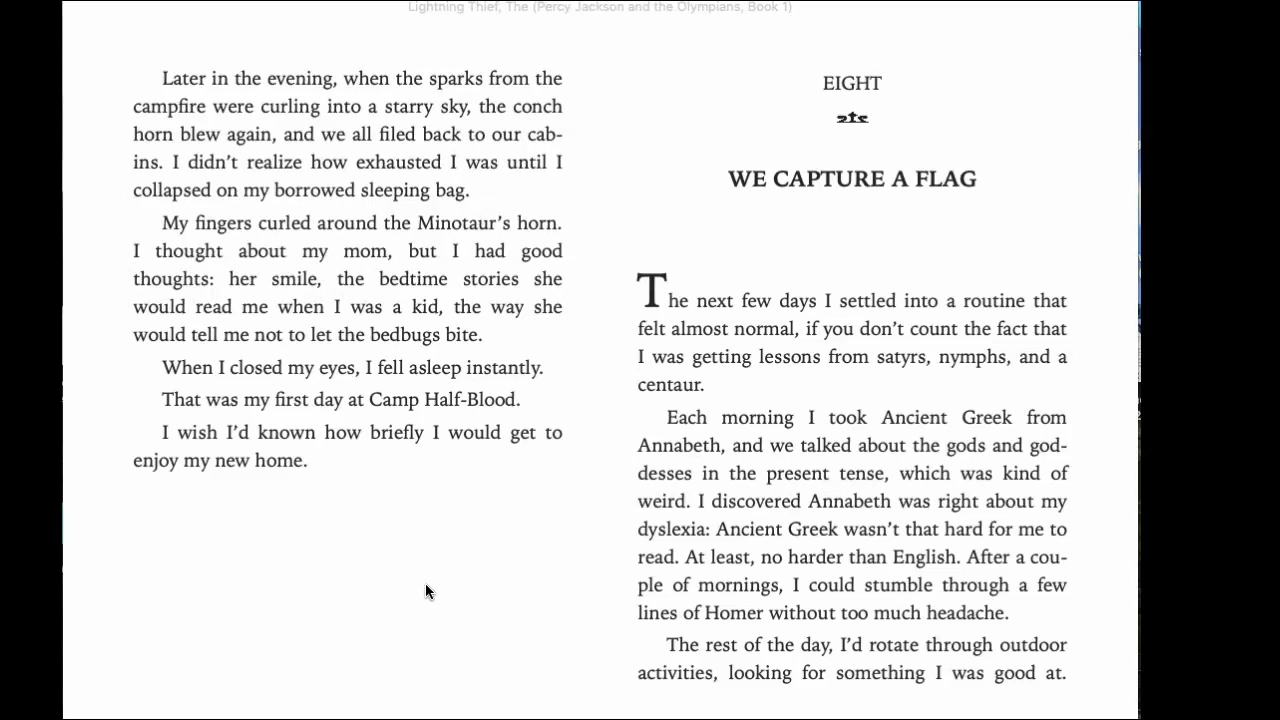 Lightning Thief, The (Percy Jackson and the Olympians, Book 1)
Later in the evening, when the sparks from the
campfire were curling into a starry sky, the conch
horn blew again, and we all filed back to our cab-
ins. I didn’t realize how exhausted I was until I
collapsed on my borrowed sleeping bag.
My fingers curled around the Minotaur’s horn.
I thought about my mom, but I had good
thoughts: her smile, the bedtime stories she
would read me when I was a kid, the way she
would tell me not to let the bedbugs bite.
When I closed my eyes, I fell asleep instantly.
That was my first day at Camp Half-Blood.
I wish I’d known how briefly I would get to
enjoy my new home.
EIGHT
WE CAPTURE A FLAG
The next few days I settled into a routine that
felt almost normal, if you don’t count the fact that
I was getting lessons from satyrs, nymphs, and a
centaur.
Each morning I took Ancient Greek from
Annabeth, and we talked about the gods and god-
desses in the present tense, which was kind of
weird. I discovered Annabeth was right about my
dyslexia: Ancient Greek wasn’t that hard for me to
read. At least, no harder than English. After a cou-
ple of mornings, I could stumble through a few
lines of Homer without too much headache.
The rest of the day, I’d rotate through outdoor
activities, looking for something I was good at.